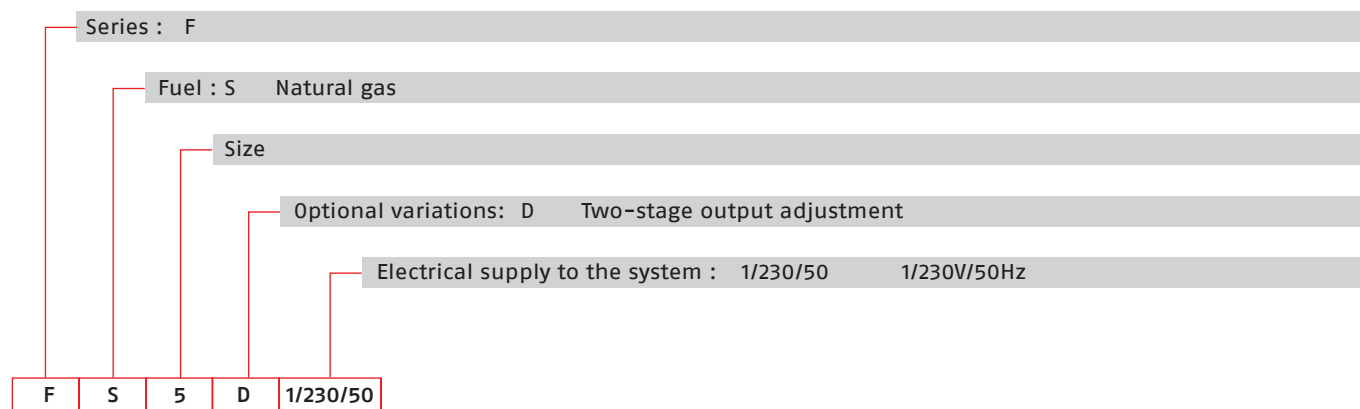 Series : F
Fuel : S Natural gas
Size
Optional variations: D Two-stage output adjustment
Electrical supply to the system : 1/230/50 1/230V/50Hz
F S 5 D 1/230/50